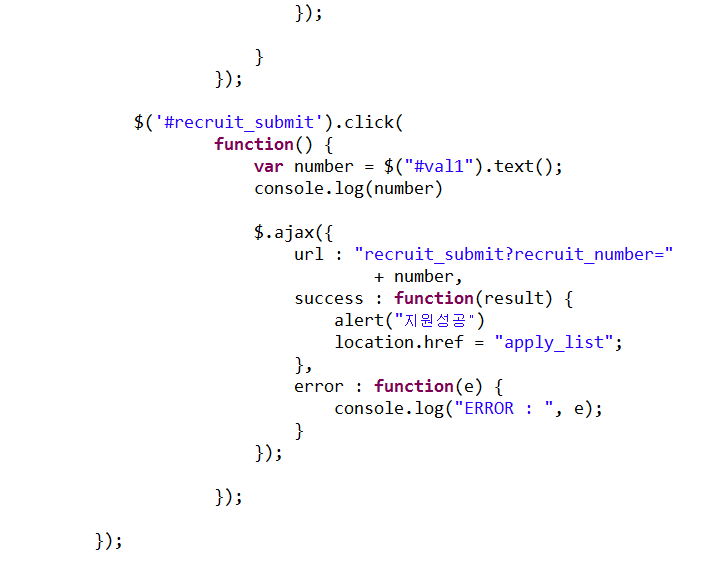 });
}
});
$('#recruit_submit').click(
function() {
var number = $("#val1").text();
console.log(number)
$.ajax({
url : "recruit_submit?recruit_number="
+ number,
success : function(result) {
alert("지원성공")
location.href = "apply_list";
},
error : function(e) {
console.log("ERROR : ", e);
}
});
});
});